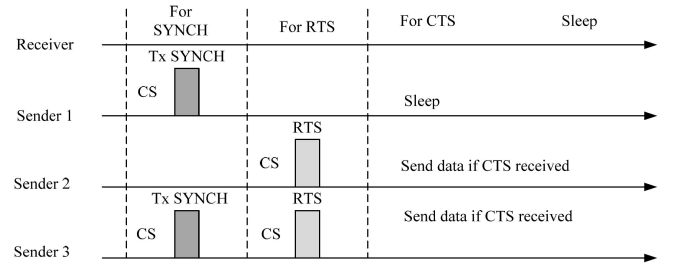 For
SYNCH
For RTS
For CTS
Sleep
Receiver
Tx SYNCH
CS
Sleep
Sender 1
RTS
CS
Send data if CTS received
Sender 2
Tx SYNCH
RTS
Send data if CTS received
CS
CS
Sender 3